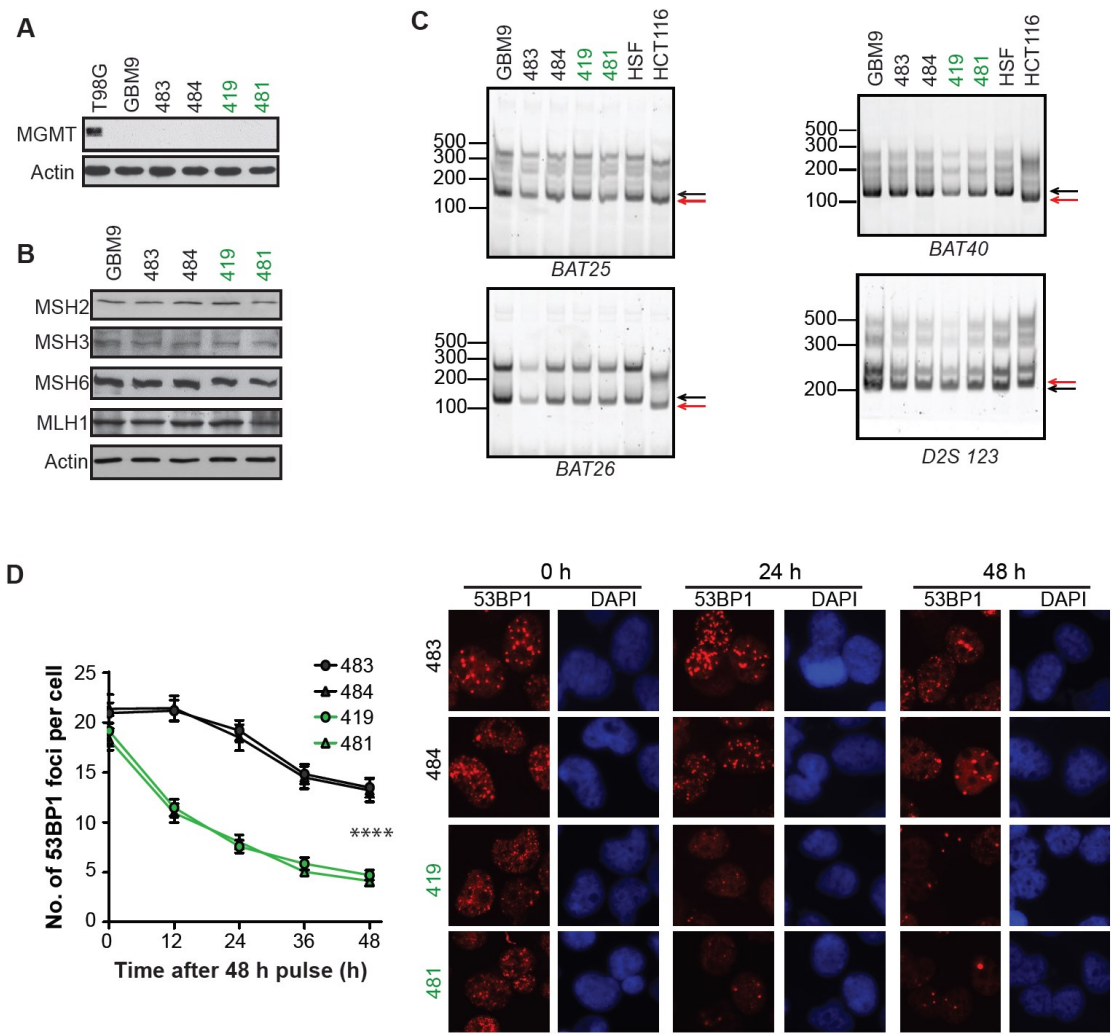 A
T98G
GBM9
483
484
419
481
MGMT
Actin
B
GBM9
483
484
419
481
MSH2
MSH3
MSH6
MLH1
Actin
C
GBM9
483
484
419
481
HSF
HCT116
500
300
200
100
BAT25
500
300
200
100
BAT26
GBM9
483
484
419
481
HSF
HCT116
500
300
200
100
BAT40
500
300
200
D2S 123
D
No. of 53BP1 foci per cell
25
20
15
10
5
0
0 12 24 36 48
Time after 48 h pulse (h)
483
484
419
481
****
0 h 24 h 48 h
53BP1 DAPI 53BP1 DAPI 53BP1 DAPI
483
484
419
481